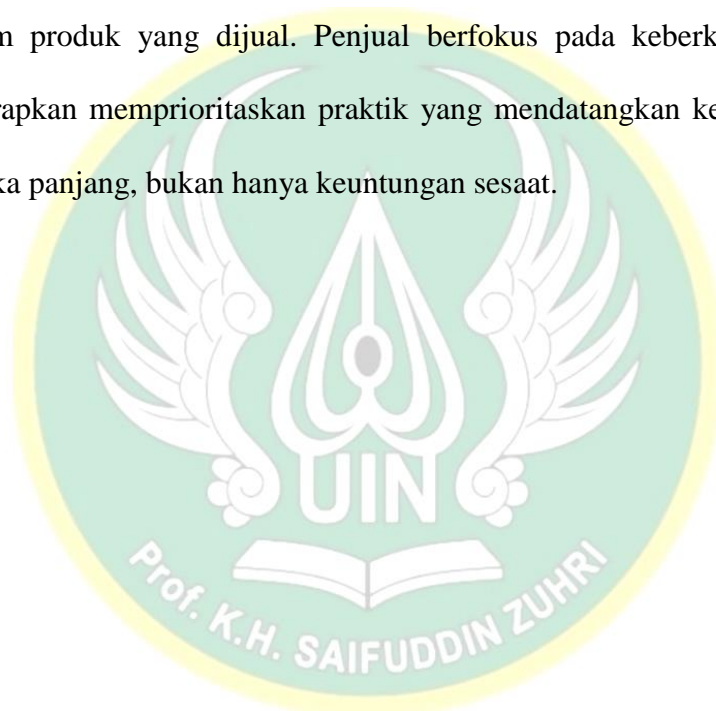 m produk yang dijual. Penjual berfokus pada keberk
rapkan memprioritaskan praktik yang mendatangkan ke
ka panjang, bukan hanya keuntungan sesaat.
UIN
Prof. K.H. SAIFUDDIN ZUHRI